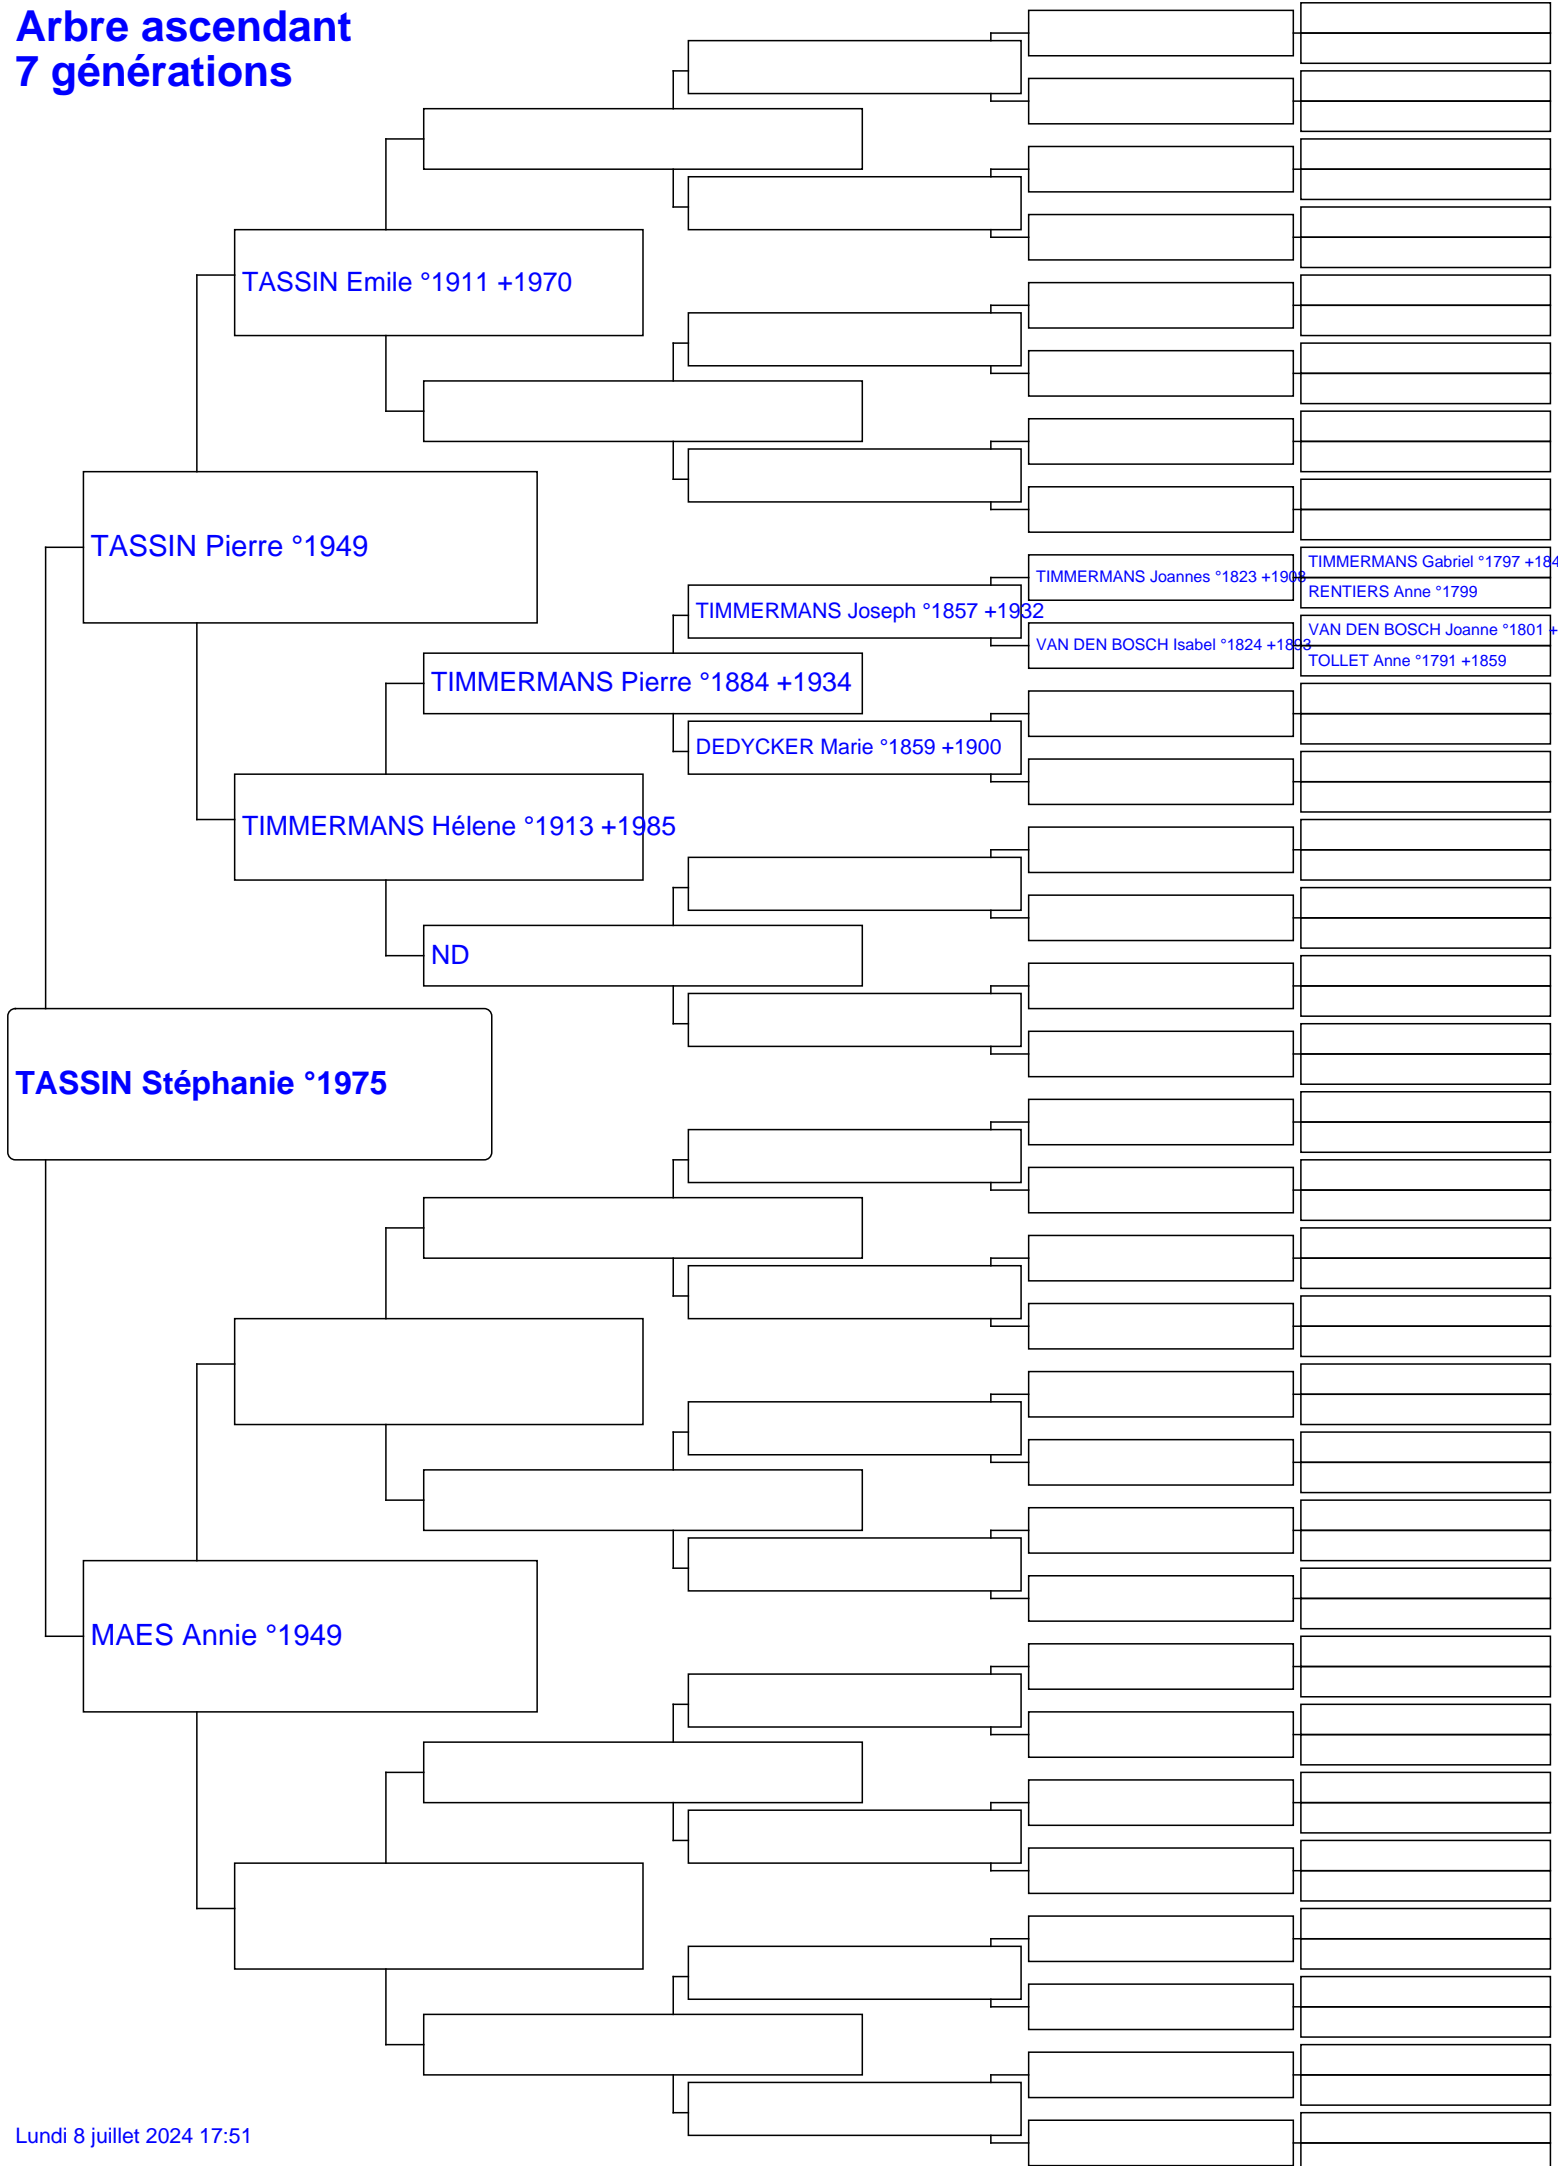 Arbre ascendant
7 générations
TASSIN Emile °1911 +1970
TASSIN Pierre °1949
TIMMERMANS Gabriel °1797 +184
TIMMERMANS Joannes °1823 +1908
RENTIERS Anne °1799
TIMMERMANS Joseph °1857 +1932
VAN DEN BOSCH Joanne °1801 +
VAN DEN BOSCH Isabel °1824 +1893
TOLLET Anne °1791 +1859
TIMMERMANS Pierre °1884 +1934
DEDYCKER Marie °1859 +1900
TIMMERMANS Hélene °1913 +1985
ND
TASSIN Stéphanie °1975
MAES Annie °1949
Lundi 8 juillet 2024 17:51